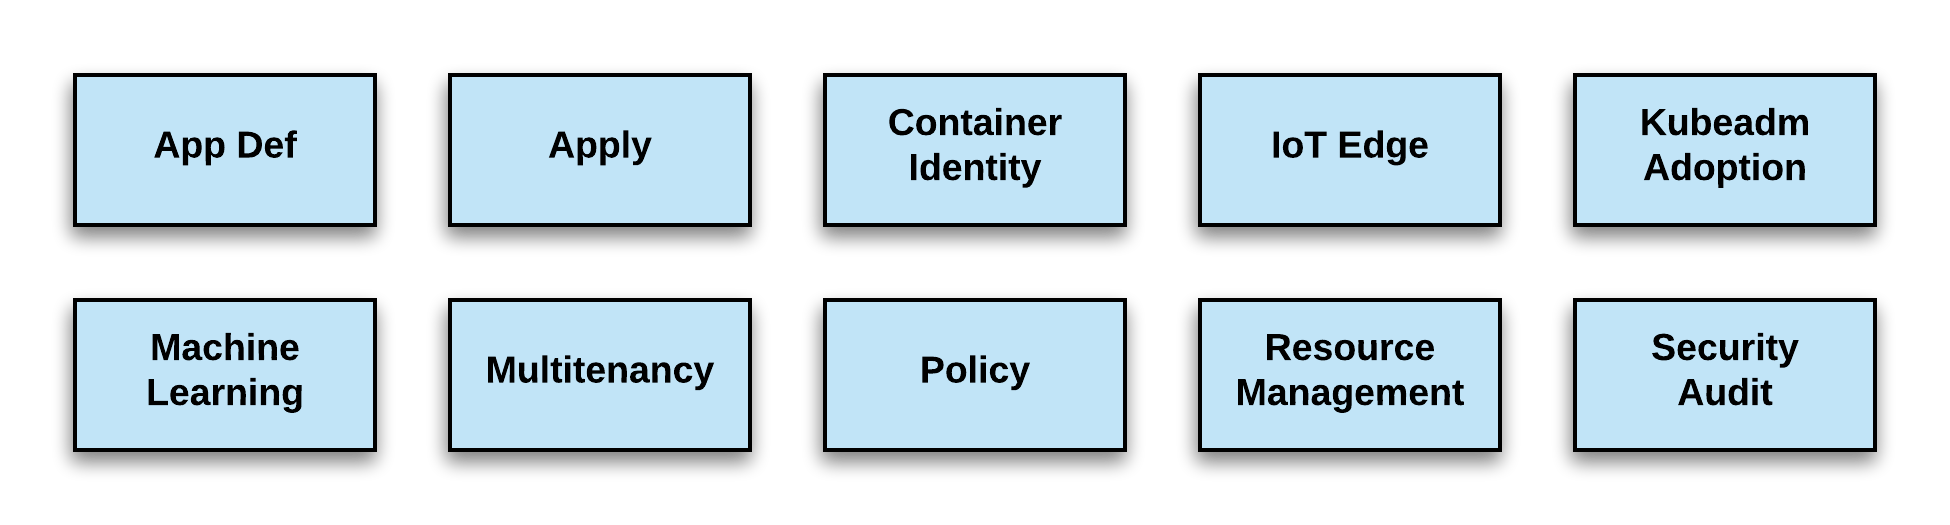 App Def
Apply
Container
Identity
IoT Edge
Kubeadm
Adoption
Machine
Learning
Multitenancy
Policy
Resource
Management
Security
Audit